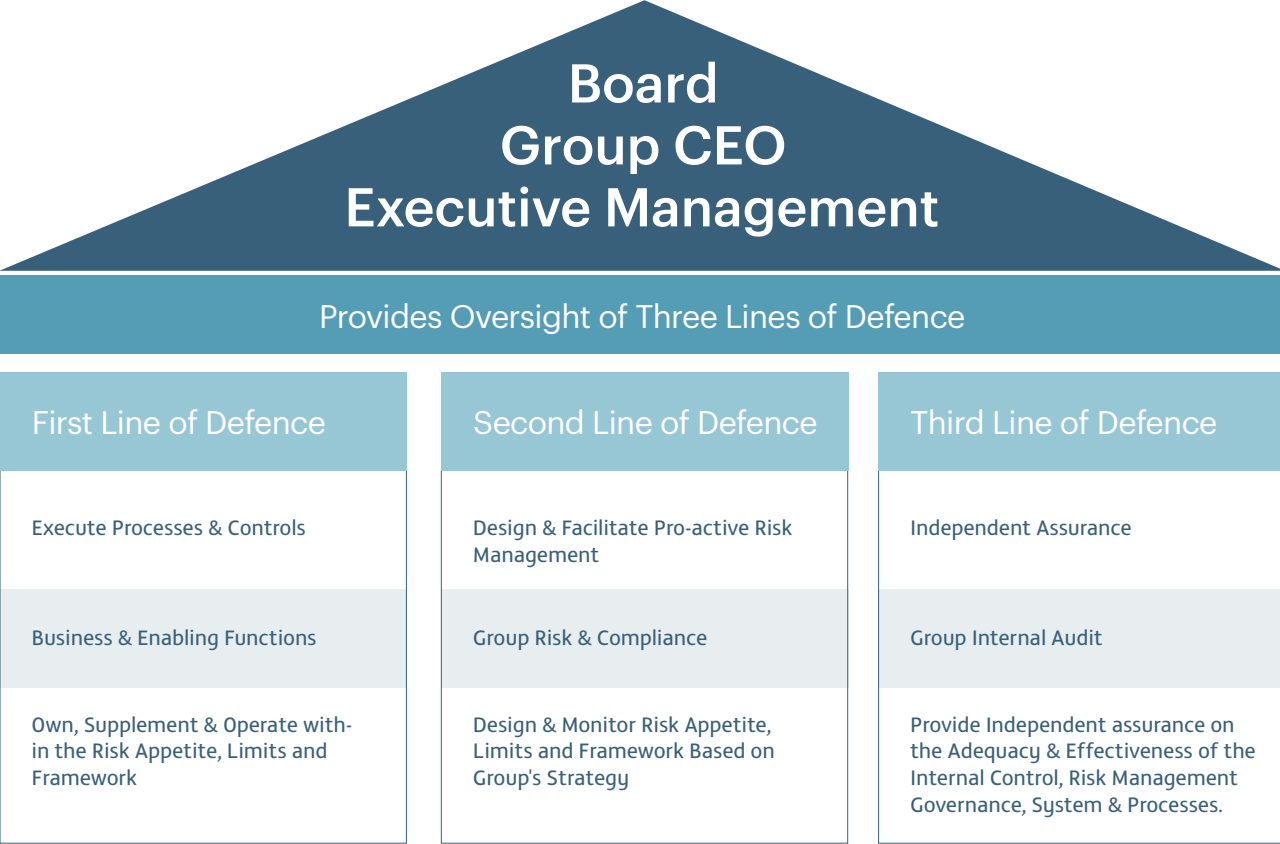 Board
Group CEO
Executive Management
Provides Oversight of Three Lines of Defence
First Line of Defence
Execute Processes & Controls
Business & Enabling Functions
Own, Supplement & Operate with-
in the Risk Appetite, Limits and
Framework
Second Line of Defence
Design & Facilitate Pro-active Risk
Management
Group Risk & Compliance
Design & Monitor Risk Appetite,
Limits and Framework Based on
Group's Strategy
Third Line of Defence
Independent Assurance
Group Internal Audit
Provide Independent assurance on
the Adequacy & Effectiveness of the
Internal Control, Risk Management
Governance, System & Processes.